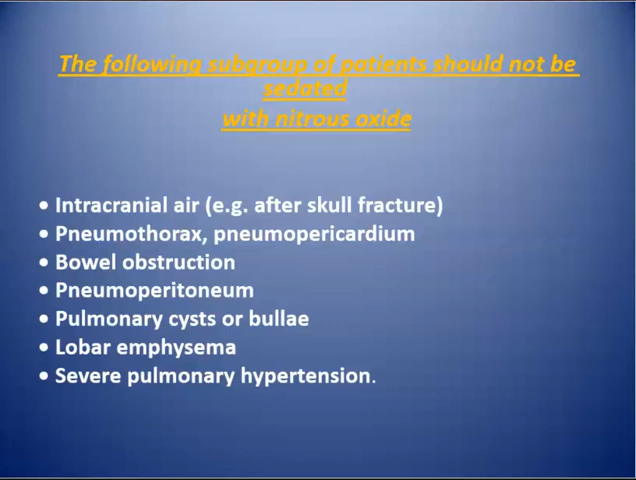 The following subgroup of patients should not be
sedated
with nitrous oxide
• Intracranial air (e.g. after skull fracture)
• Pneumothorax, pneumopericardium
• Bowel obstruction
• Pneumoperitoneum
• Pulmonary cysts or bullae
• Lobar emphysema
• Severe pulmonary hypertension.